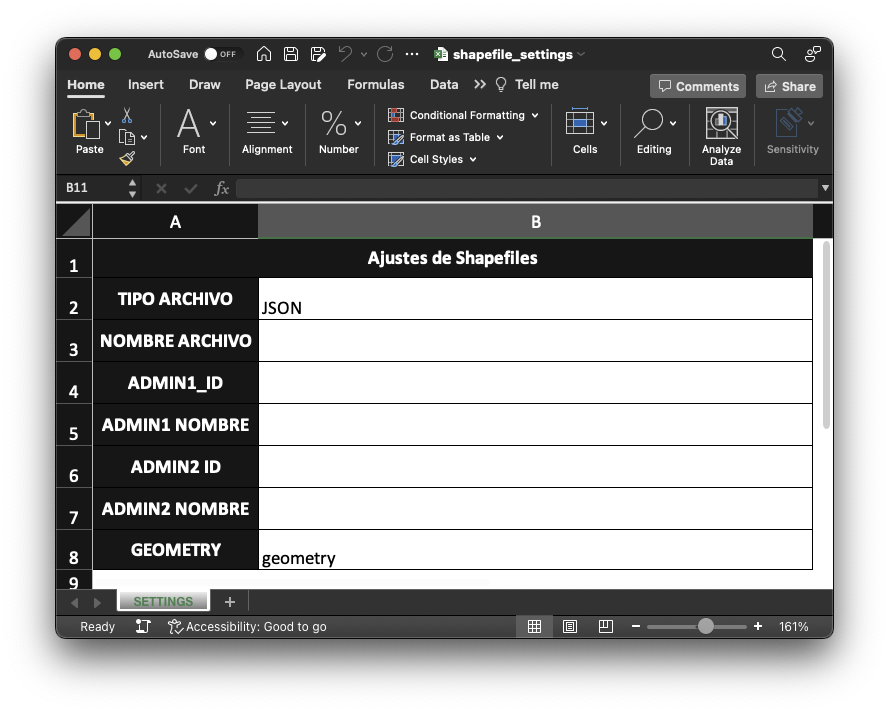 AutoSave OFF shapefile_settings
Home Insert Draw Page Layout Formulas Data Tell me Comments Share
Paste Font Alignment Number Conditional Formatting Format as Table Cell Styles Cells Editing Analyze Data Sensitivity
B11 fx
A B
1 Ajustes de Shapefiles
2 TIPO ARCHIVO JSON
3 NOMBRE ARCHIVO
4 ADMIN1_ID
5 ADMIN1 NOMBRE
6 ADMIN2 ID
7 ADMIN2 NOMBRE
8 GEOMETRY geometry
9
SETTINGS +
Ready Accessibility: Good to go 161%